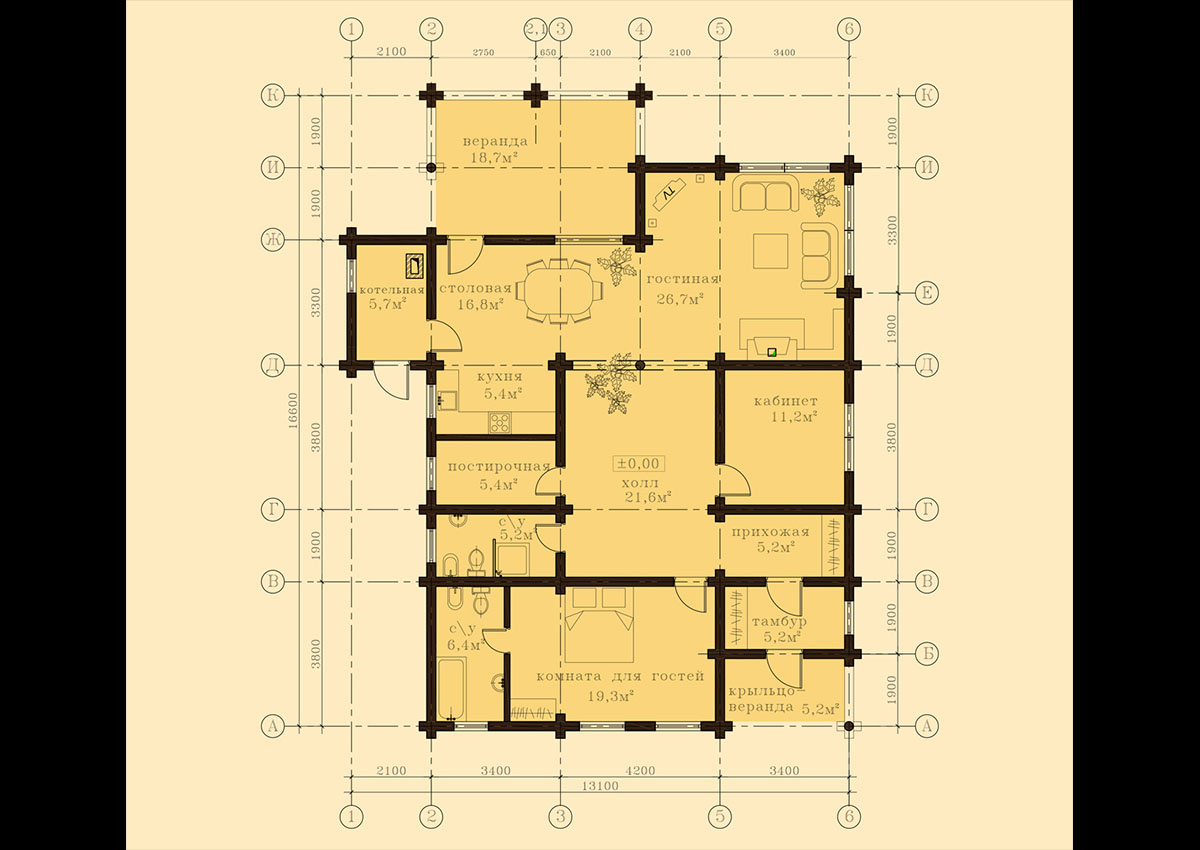 1 2 2,1 3 4 5 6
2100 2750 650 2100 2100 3400
К К
1900 1900
веранда
18,7м²
И И
TV
1900 3300
Ж
гостиная
26,7м²
котельная
5,7м²
столовая
16,8м²
Е
3300 1900
Д Д
кухня
5,4м²
кабинет
11,2м²
16600
3800 3800
±0,00
постирочная
5,4м²
холл
21,6м²
Г Г
с\у
5,2м²
прихожая
5,2м²
1900 1900
В В
1900
с\у
6,4м²
тамбур
5,2м²
3800
Б
комната для гостей
19,3м²
крыльцо-
веранда 5,2м²
1900
А А
2100 3400 4200 3400
13100
1 2 3 5 6